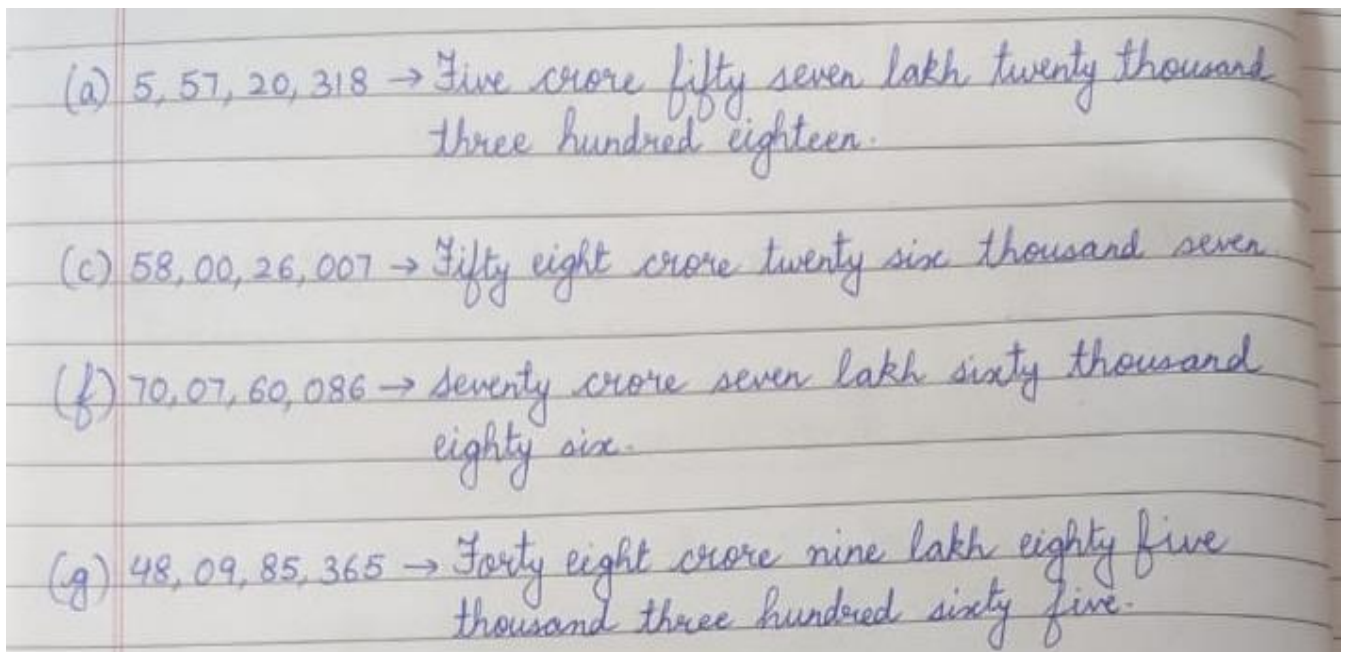 (a) 5, 57, 20, 318 → Five crore fifty seven lakh twenty thousand
three hundred eighteen.
(c) 58, 00, 26, 007 → Fifty eight crore twenty six thousand seven.
(f) 70, 07, 60, 086 → Seventy crore seven lakh sixty thousand
eighty six.
(g) 48, 09, 85, 365 → Forty eight crore nine lakh eighty five
thousand three hundred sixty five.